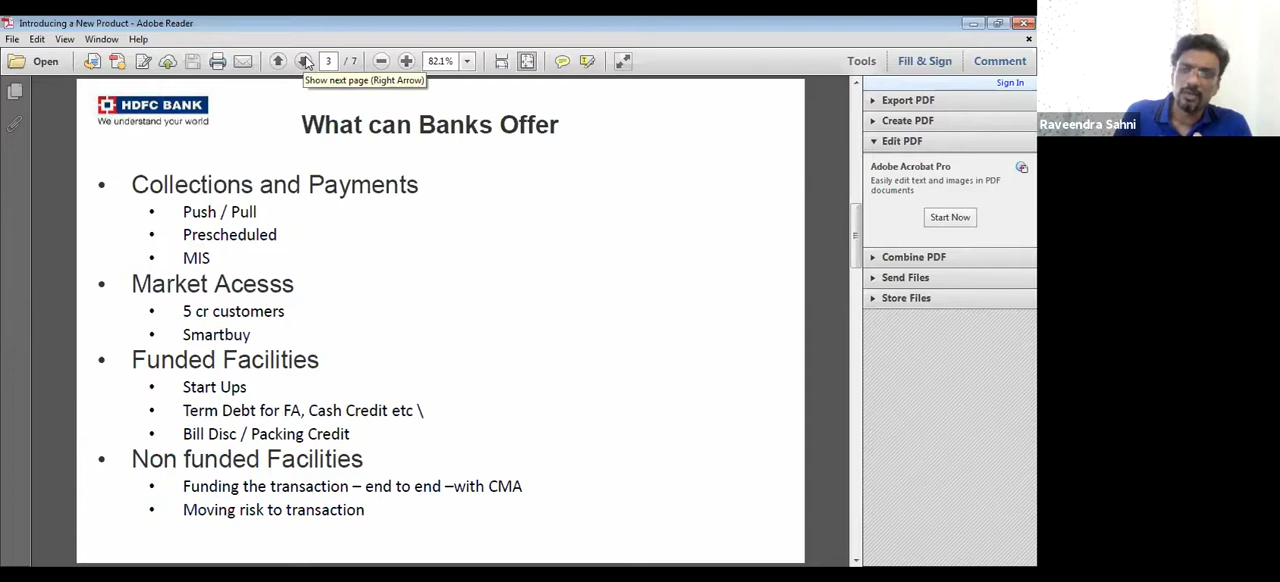 Introducing a New Product - Adobe Reader
File Edit View Window Help
Open 3 / 7 82.1% Tools Fill & Sign Comment
Show next page (Right Arrow)
Sign In
HDFC BANK
We understand your world
What can Banks Offer
• Collections and Payments
• Push / Pull
• Prescheduled
• MIS
• Market Acesss
• 5 cr customers
• Smartbuy
• Funded Facilities
• Start Ups
• Term Debt for FA, Cash Credit etc \
• Bill Disc / Packing Credit
• Non funded Facilities
• Funding the transaction – end to end –with CMA
• Moving risk to transaction
Export PDF
Create PDF
Edit PDF
Adobe Acrobat Pro
Easily edit text and images in PDF
documents
Start Now
Combine PDF
Send Files
Store Files
Raveendra Sahni